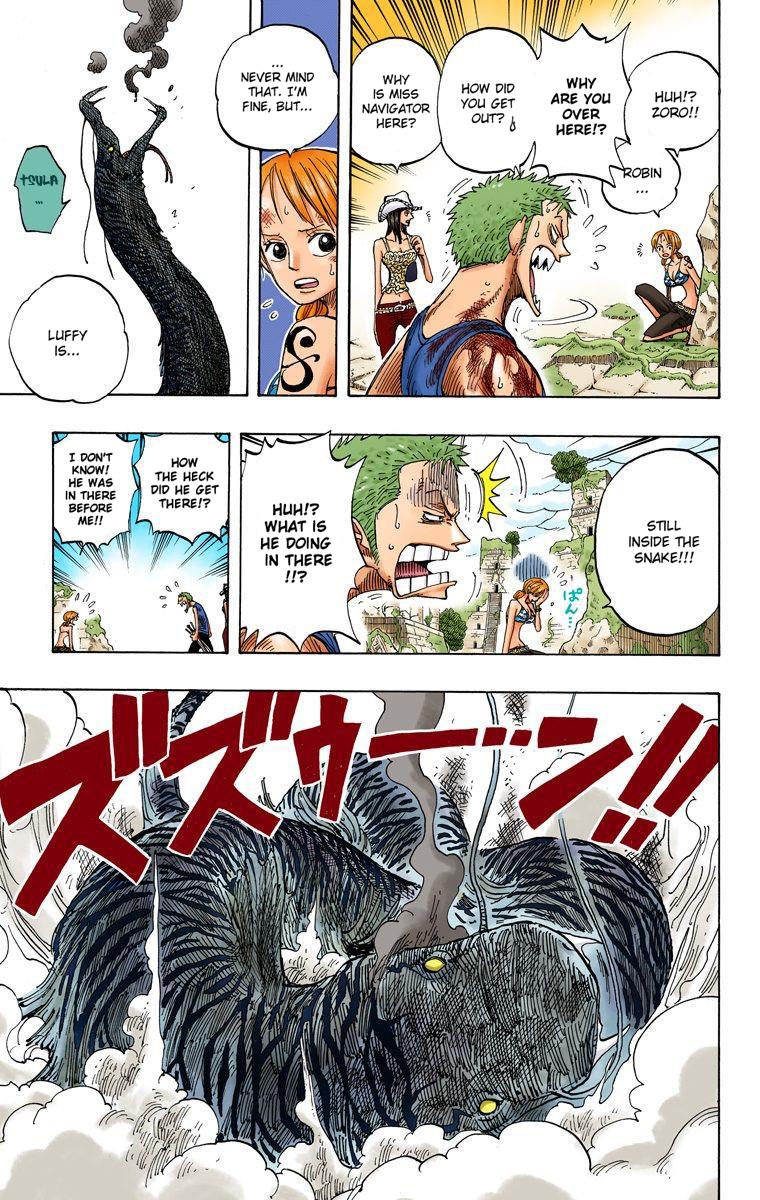 HUH!?
ZORO!!
ROBIN
...
WHY
ARE YOU
OVER
HERE!?
HOW DID
YOU GET
OUT?
WHY
IS MISS
NAVIGATOR
HERE?
...
NEVER MIND
THAT. I'M
FINE, BUT...
TSULA
...
LUFFY
IS...
STILL
INSIDE THE
SNAKE!!!
ぱん...
HUH!?
WHAT IS
HE DOING
IN THERE
!!?
HOW
THE HECK
DID HE GET
THERE!?
I DON'T
KNOW!
HE WAS
IN THERE
BEFORE
ME!!
ズズゥーーン!!